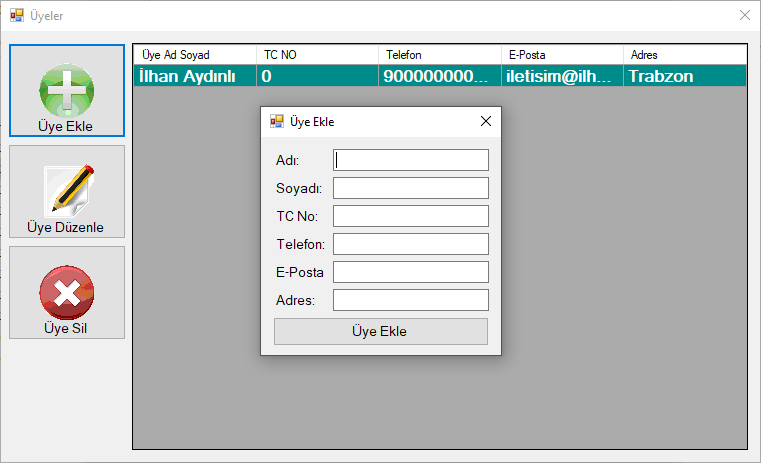 Üyeler
Üye Ekle
Üye Düzenle
Üye Sil
Üye Ad Soyad TC NO Telefon E-Posta Adres
İlhan Aydınlı 0 900000000... iletisim@ilh... Trabzon
Üye Ekle
Adı:
Soyadı:
TC No:
Telefon:
E-Posta
Adres:
Üye Ekle